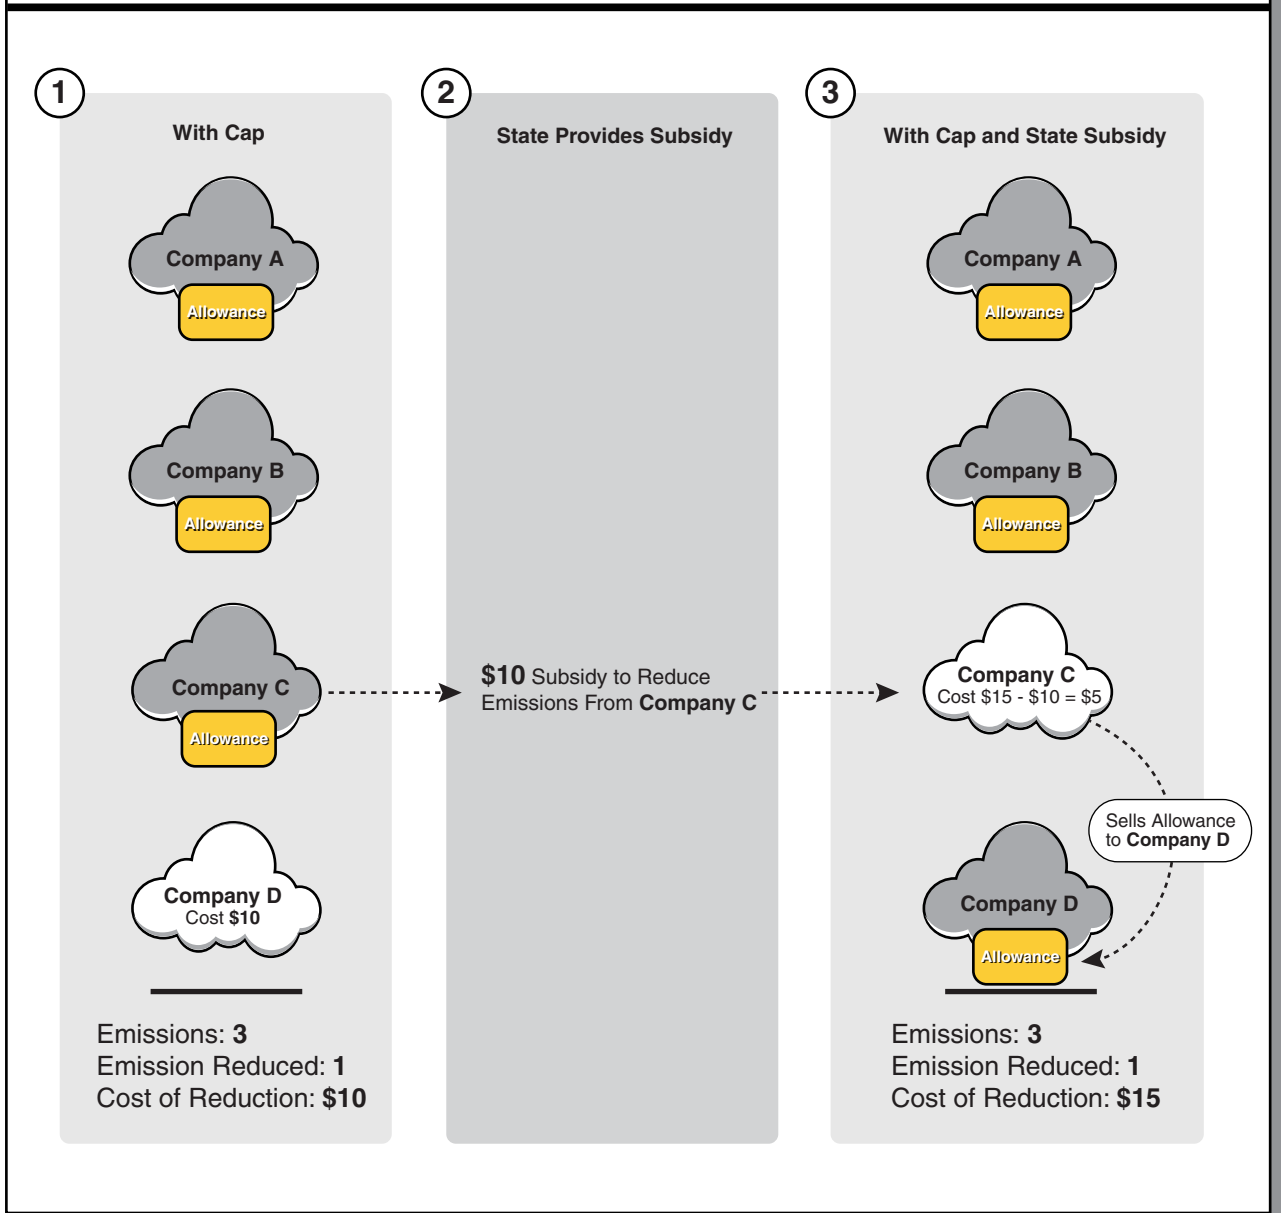 1
With Cap
Company A
Allowance
Company B
Allowance
Company C
Allowance
Company D
Cost $10
Emissions: 3
Emission Reduced: 1
Cost of Reduction: $10
2
State Provides Subsidy
$10 Subsidy to Reduce
Emissions From Company C
3
With Cap and State Subsidy
Company A
Allowance
Company B
Allowance
Company C
Cost $15 - $10 = $5
Sells Allowance
to Company D
Company D
Allowance
Emissions: 3
Emission Reduced: 1
Cost of Reduction: $15